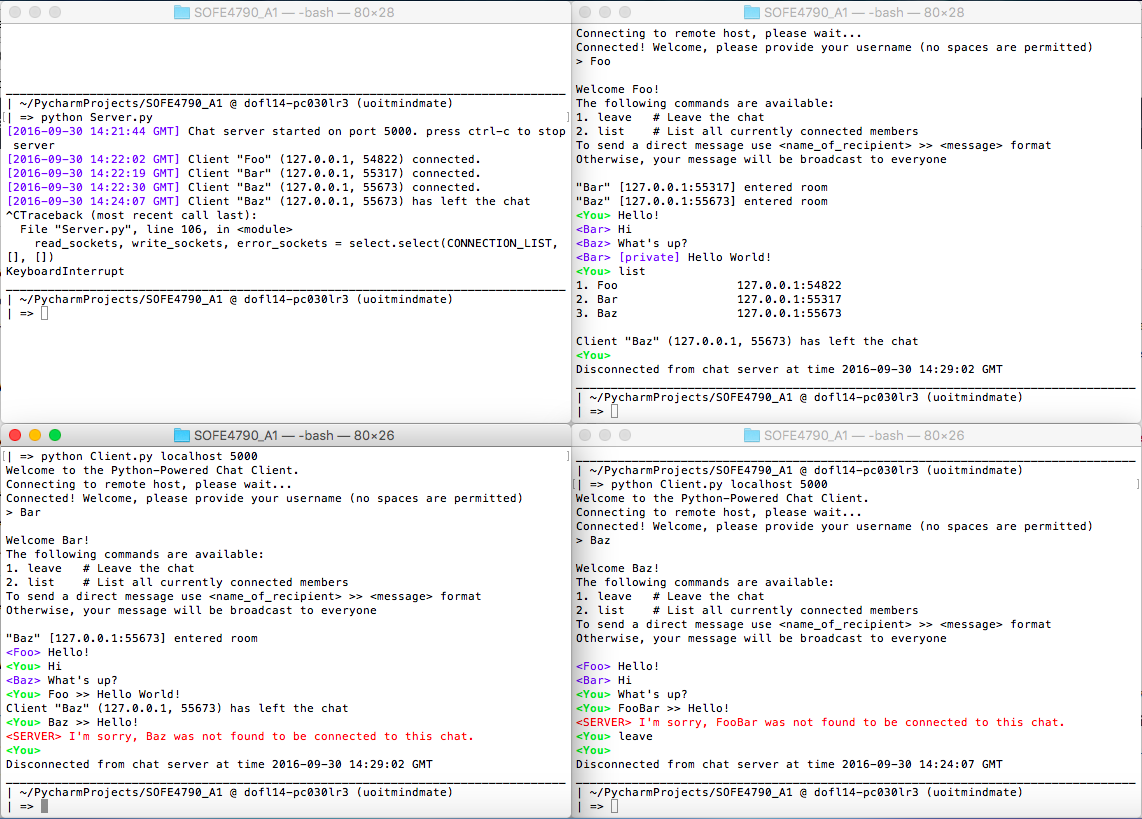 SOFE4790_A1 — -bash — 80×28
| ~/PycharmProjects/SOFE4790_A1 @ dofl14-pc030lr3 (uoitmindmate)
| => python Server.py
[2016-09-30 14:21:44 GMT] Chat server started on port 5000. press ctrl-c to stop
server
[2016-09-30 14:22:02 GMT] Client "Foo" (127.0.0.1, 54822) connected.
[2016-09-30 14:22:19 GMT] Client "Bar" (127.0.0.1, 55317) connected.
[2016-09-30 14:22:30 GMT] Client "Baz" (127.0.0.1, 55673) connected.
[2016-09-30 14:24:07 GMT] Client "Baz" (127.0.0.1, 55673) has left the chat
^CTraceback (most recent call last):
File "Server.py", line 106, in <module>
read_sockets, write_sockets, error_sockets = select.select(CONNECTION_LIST,
[], [])
KeyboardInterrupt
| ~/PycharmProjects/SOFE4790_A1 @ dofl14-pc030lr3 (uoitmindmate)
| =>
SOFE4790_A1 — -bash — 80×28
Connecting to remote host, please wait...
Connected! Welcome, please provide your username (no spaces are permitted)
> Foo
Welcome Foo!
The following commands are available:
1. leave   # Leave the chat
2. list    # List all currently connected members
To send a direct message use <name_of_recipient> >> <message> format
Otherwise, your message will be broadcast to everyone
"Bar" [127.0.0.1:55317] entered room
"Baz" [127.0.0.1:55673] entered room
<You> Hello!
<Bar> Hi
<Baz> What's up?
<Bar> [private] Hello World!
<You> list
1. Foo                 127.0.0.1:54822
2. Bar                 127.0.0.1:55317
3. Baz                 127.0.0.1:55673
Client "Baz" (127.0.0.1, 55673) has left the chat
<You>
Disconnected from chat server at time 2016-09-30 14:29:02 GMT
| ~/PycharmProjects/SOFE4790_A1 @ dofl14-pc030lr3 (uoitmindmate)
| =>
SOFE4790_A1 — -bash — 80×26
| => python Client.py localhost 5000
Welcome to the Python-Powered Chat Client.
Connecting to remote host, please wait...
Connected! Welcome, please provide your username (no spaces are permitted)
> Bar
Welcome Bar!
The following commands are available:
1. leave   # Leave the chat
2. list    # List all currently connected members
To send a direct message use <name_of_recipient> >> <message> format
Otherwise, your message will be broadcast to everyone
"Baz" [127.0.0.1:55673] entered room
<Foo> Hello!
<You> Hi
<Baz> What's up?
<You> Foo >> Hello World!
Client "Baz" (127.0.0.1, 55673) has left the chat
<You> Baz >> Hello!
<SERVER> I'm sorry, Baz was not found to be connected to this chat.
<You>
Disconnected from chat server at time 2016-09-30 14:29:02 GMT
| ~/PycharmProjects/SOFE4790_A1 @ dofl14-pc030lr3 (uoitmindmate)
| =>
SOFE4790_A1 — -bash — 80×26
| ~/PycharmProjects/SOFE4790_A1 @ dofl14-pc030lr3 (uoitmindmate)
| => python Client.py localhost 5000
Welcome to the Python-Powered Chat Client.
Connecting to remote host, please wait...
Connected! Welcome, please provide your username (no spaces are permitted)
> Baz
Welcome Baz!
The following commands are available:
1. leave   # Leave the chat
2. list    # List all currently connected members
To send a direct message use <name_of_recipient> >> <message> format
Otherwise, your message will be broadcast to everyone
<Foo> Hello!
<Bar> Hi
<You> What's up?
<You> FooBar >> Hello!
<SERVER> I'm sorry, FooBar was not found to be connected to this chat.
<You> leave
<You>
Disconnected from chat server at time 2016-09-30 14:24:07 GMT
| ~/PycharmProjects/SOFE4790_A1 @ dofl14-pc030lr3 (uoitmindmate)
| =>